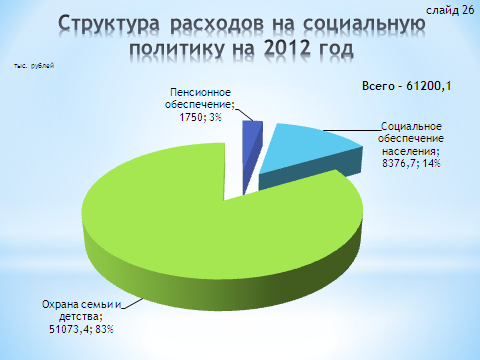 слайд 26
Структура расходов на социальную
политику на 2012 год
тыс. рублей
Всего – 61200,1
Пенсионное
обеспечение;
1750; 3%
Социальное
обеспечение
населения;
8376,7; 14%
Охрана семьи и
детства;
51073,4; 83%